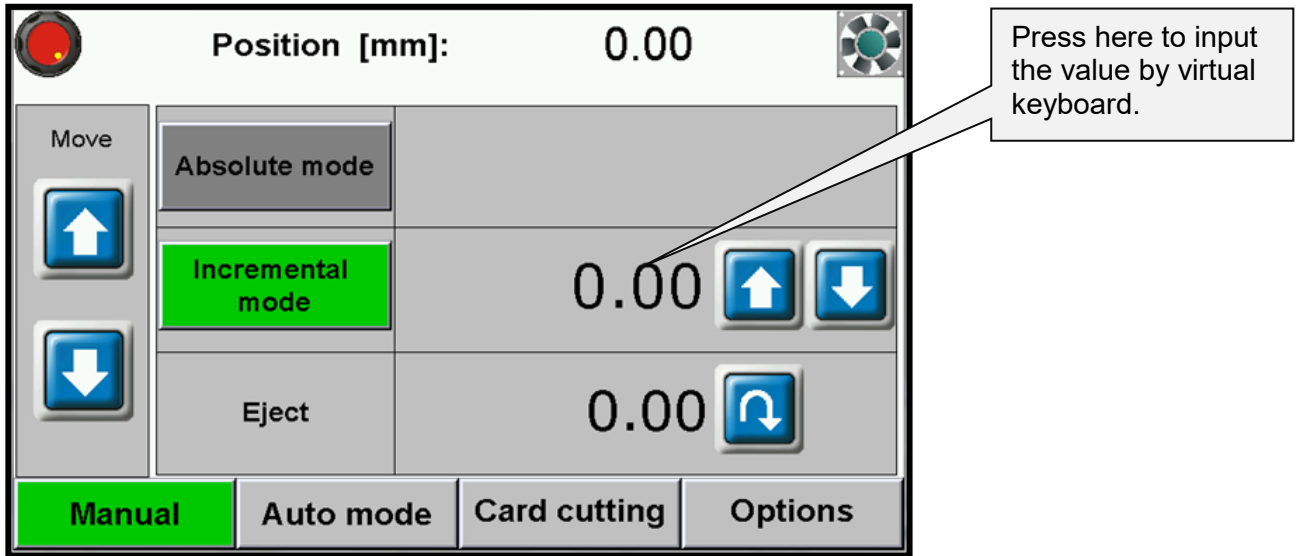 Position [mm]: 0.00
Press here to input
the value by virtual
keyboard.
Move
Absolute mode
Incremental
mode
0.00
Eject
0.00
Manual
Auto mode
Card cutting
Options